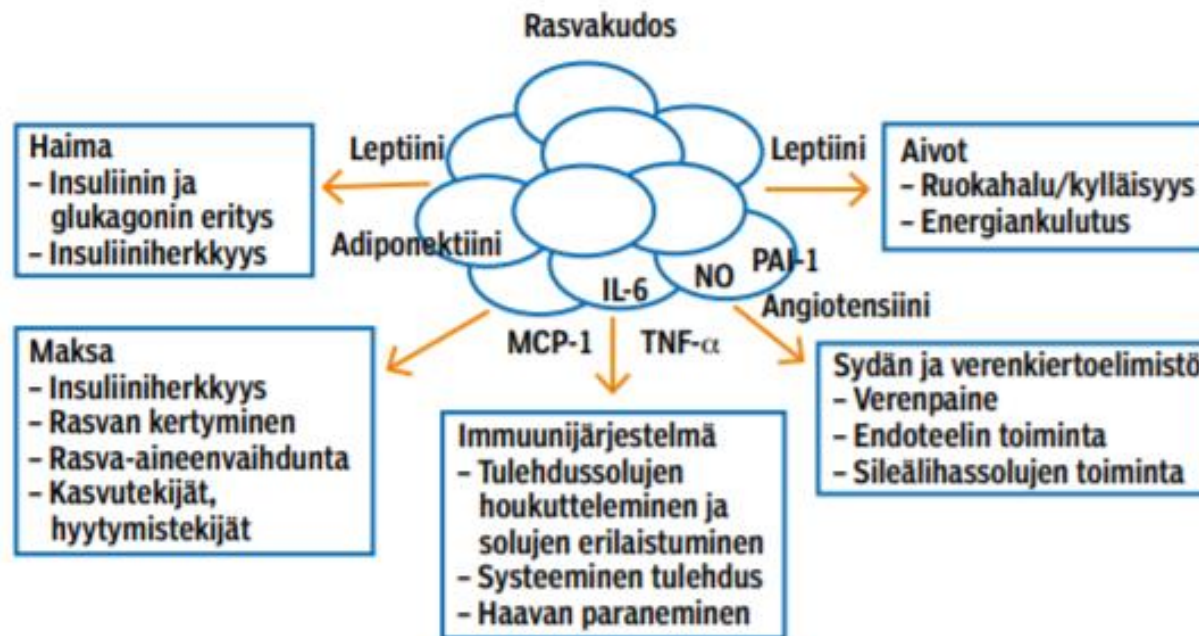 Rasvakudos
Haima
– Insuliinin ja
glukagonin eritys
– Insuliiniherkkyys
Leptiini
Adiponektiini
Leptiini
Aivot
– Ruokahalu/kylläisyys
– Energiankulutus
IL-6
NO
PAI-1
Angiotensiini
MCP-1
TNF-α
Maksa
– Insuliiniherkkyys
– Rasvan kertyminen
– Rasva-aineenvaihdunta
– Kasvutekijät,
hyytymistekijät
Immuunijärjestelmä
– Tulehdussolujen
houkutteleminen ja
solujen erilaistuminen
– Systeeminen tulehdus
– Haavan paraneminen
Sydän ja verenkiertoelimistö
– Verenpaine
– Endoteelin toiminta
– Sileälihassolujen toiminta